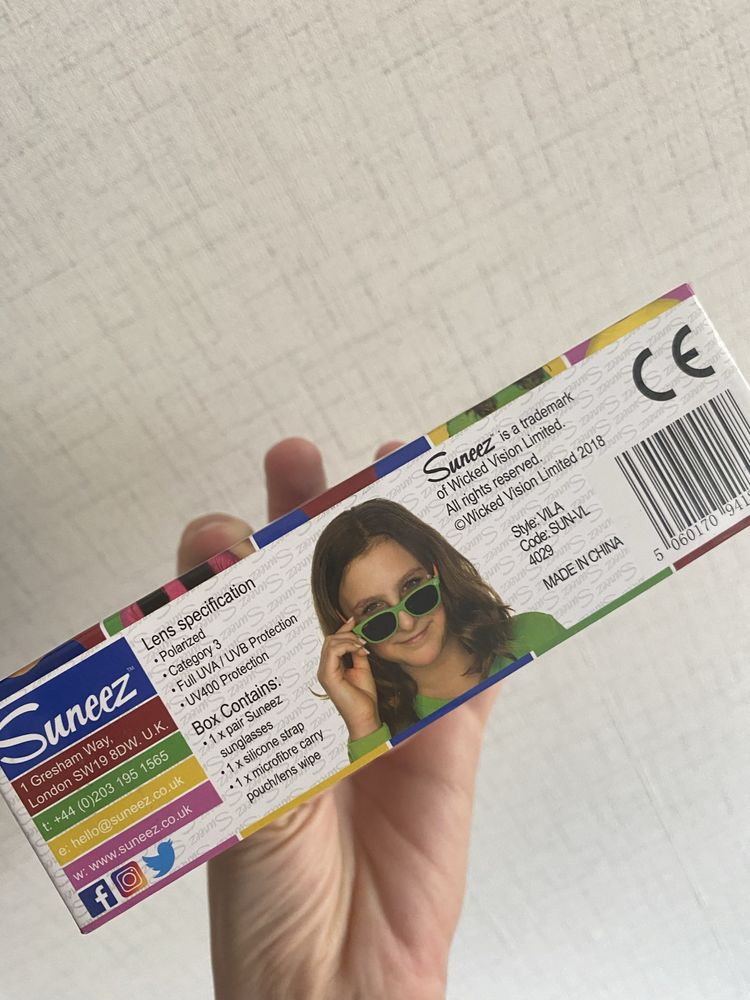 Suneez™
1 Gresham Way,
London SW19 8DW. U.K.
t: +44 (0)203 195 1565
e: hello@suneez.co.uk
w: www.suneez.co.uk
Lens specification
• Polarized
• Category 3
• Full UVA / UVB Protection
• UV400 Protection
Box Contains:
• 1 x pair Suneez
sunglasses
• 1 x silicone strap
• 1 x microfibre carry
pouch/lens wipe
Suneez™ is a trademark
of Wicked Vision Limited.
All rights reserved.
©Wicked Vision Limited 2018
Style: VILA
Code: SUN-VL
4029
MADE IN CHINA
CE
5 060170 941